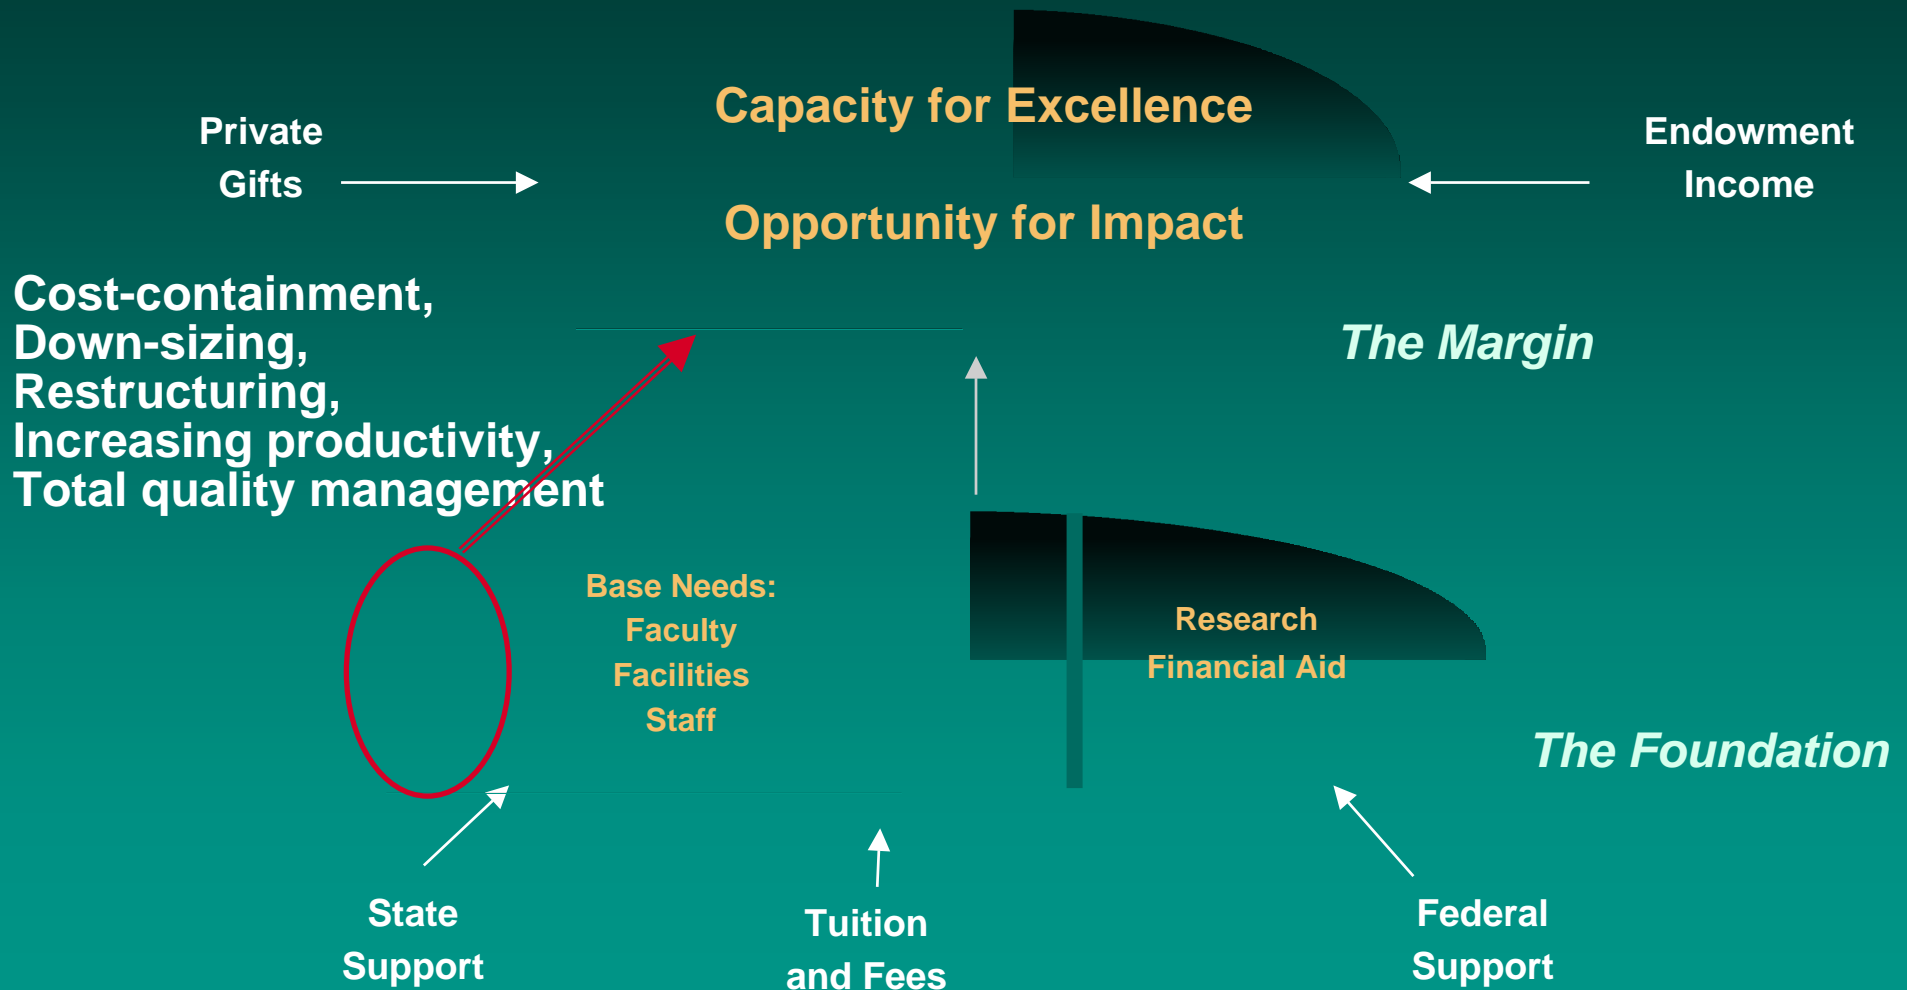 Capacity for Excellence
Opportunity for Impact
Private
Gifts
Endowment
Income
Cost-containment,
Down-sizing,
Restructuring,
Increasing productivity,
Total quality management
The Margin
Base Needs:
Faculty
Facilities
Staff
Research
Financial Aid
The Foundation
State
Support
Tuition
and Fees
Federal
Support